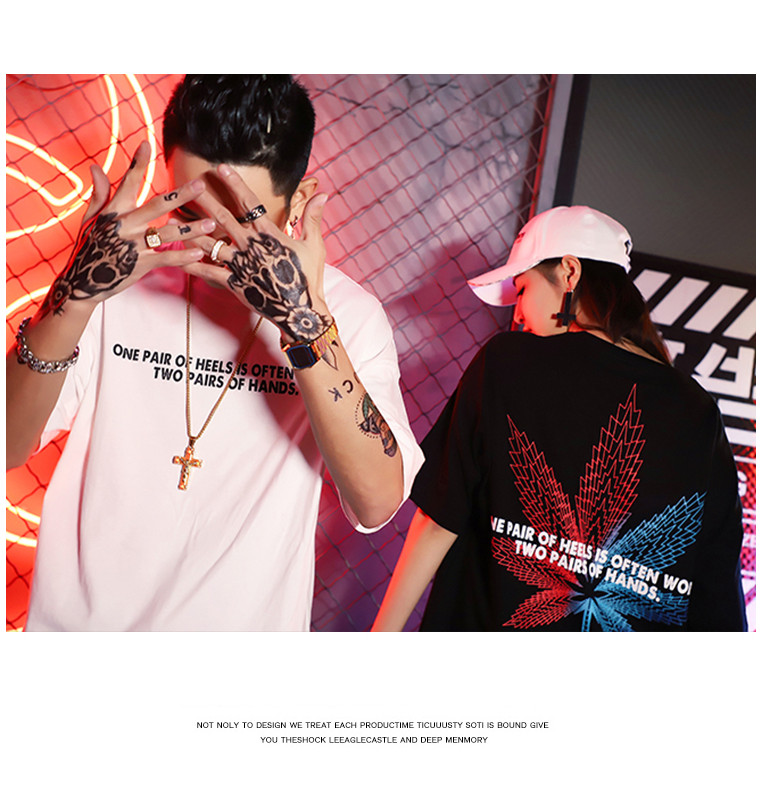 ONE PAIR OF HEELS IS OFTEN
TWO PAIRS OF HANDS.
5
CK
NE PAIR OF HEELS IS OFTEN WO
TWO PAIRS OF HANDS.
NOT NOLY TO DESIGN WE TREAT EACH PRODUCTIME TICUUUSTY SOTI IS BOUND GIVE
YOU THESHOCK LEEAGLECASTLE AND DEEP MENMORY